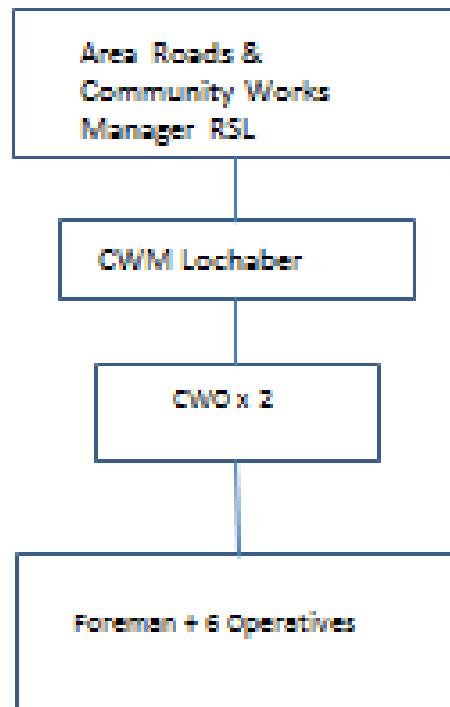 Area Roads &
Community Works
Manager RSL
CWM Lochaber
CWO x 2
Foreman + 6 Operatives